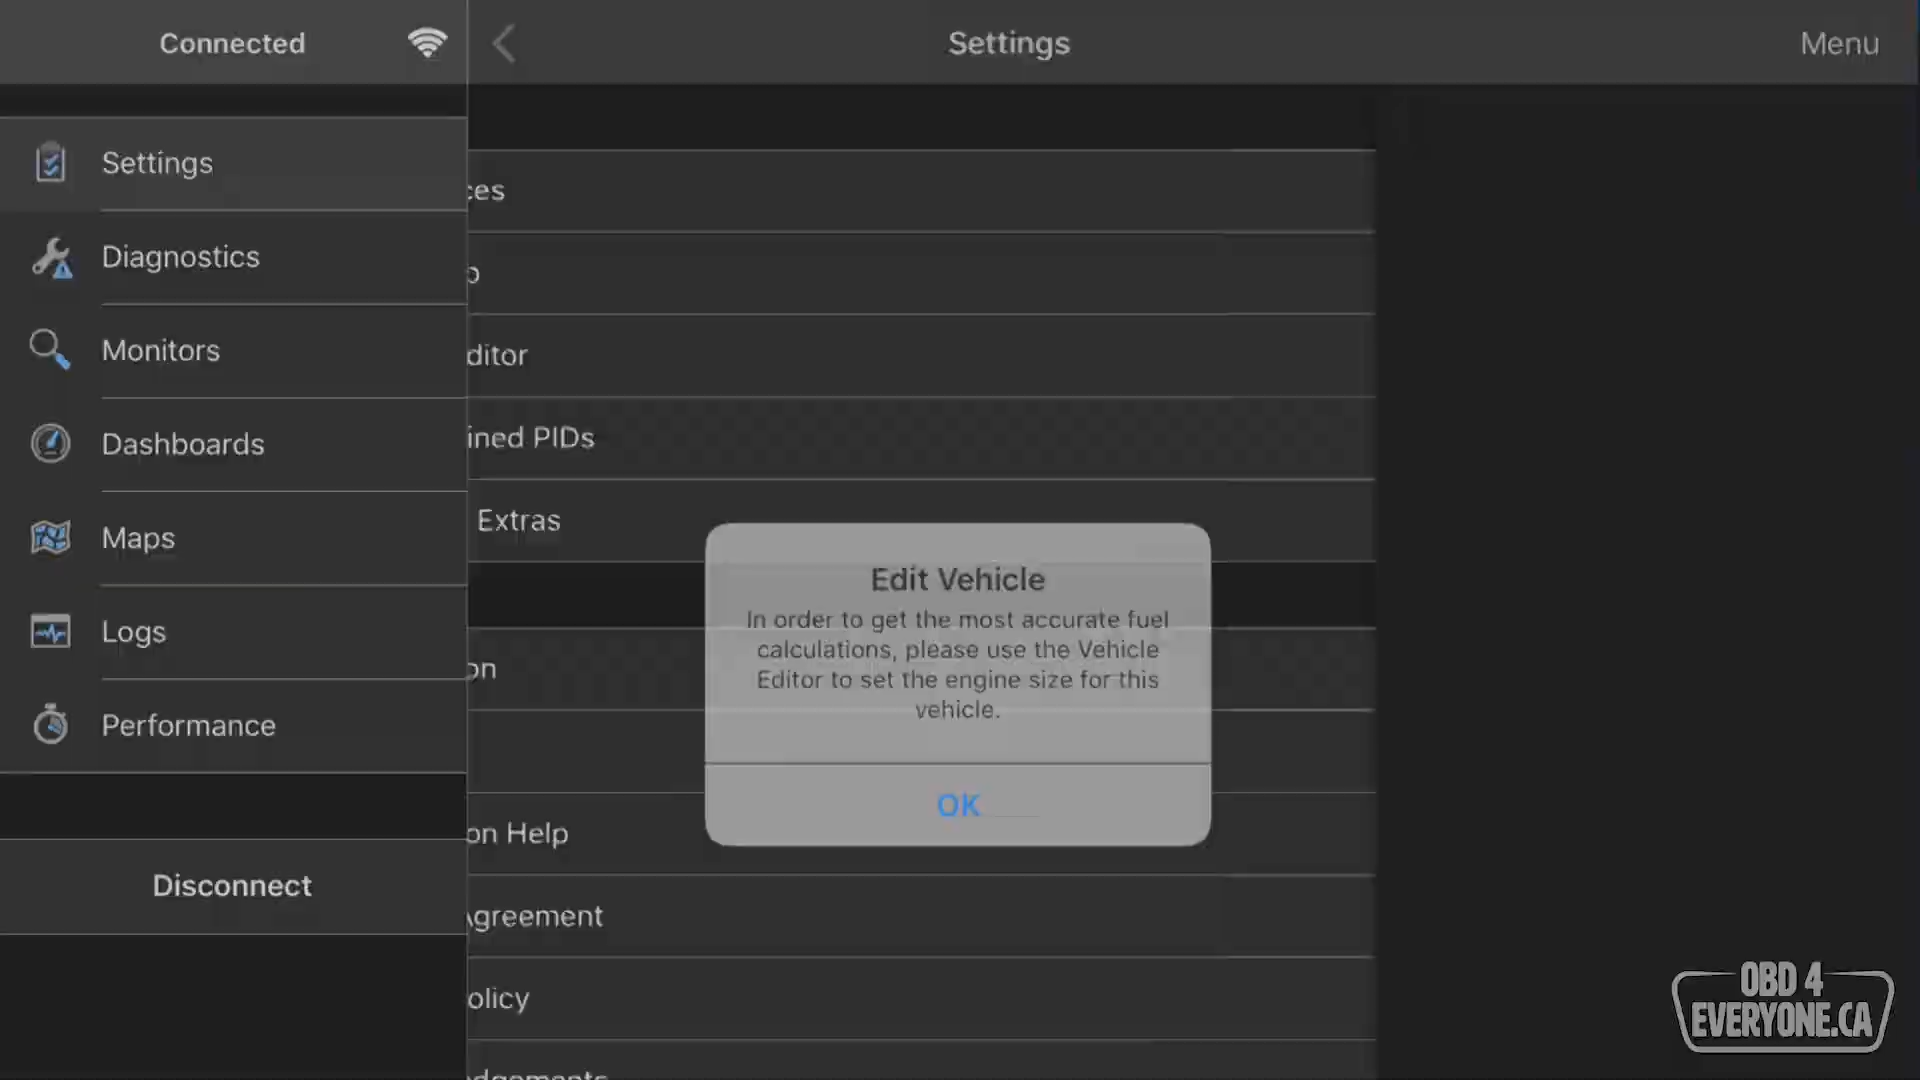 Connected
Settings
Menu
Settings
Diagnostics
Monitors
Dashboards
Maps
Logs
Performance
Disconnect
ces
o
ditor
ined PIDs
Extras
on
on Help
Agreement
olicy
Edit Vehicle
In order to get the most accurate fuel
calculations, please use the Vehicle
Editor to set the engine size for this
vehicle.
OK
OBD 4
EVERYONE.CA